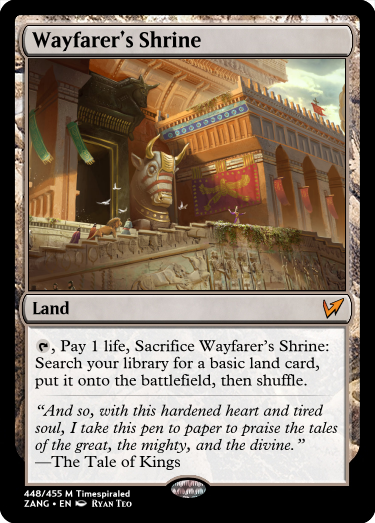 Wayfarer's Shrine
Land
, Pay 1 life, Sacrifice Wayfarer's Shrine:
Search your library for a basic land card,
put it onto the battlefield, then shuffle.
“And so, with this hardened heart and tired
soul, I take this pen to paper to praise the tales
of the great, the mighty, and the divine.”
—The Tale of Kings
448/455 M Timespiraled
ZANG • EN Ryan Teo